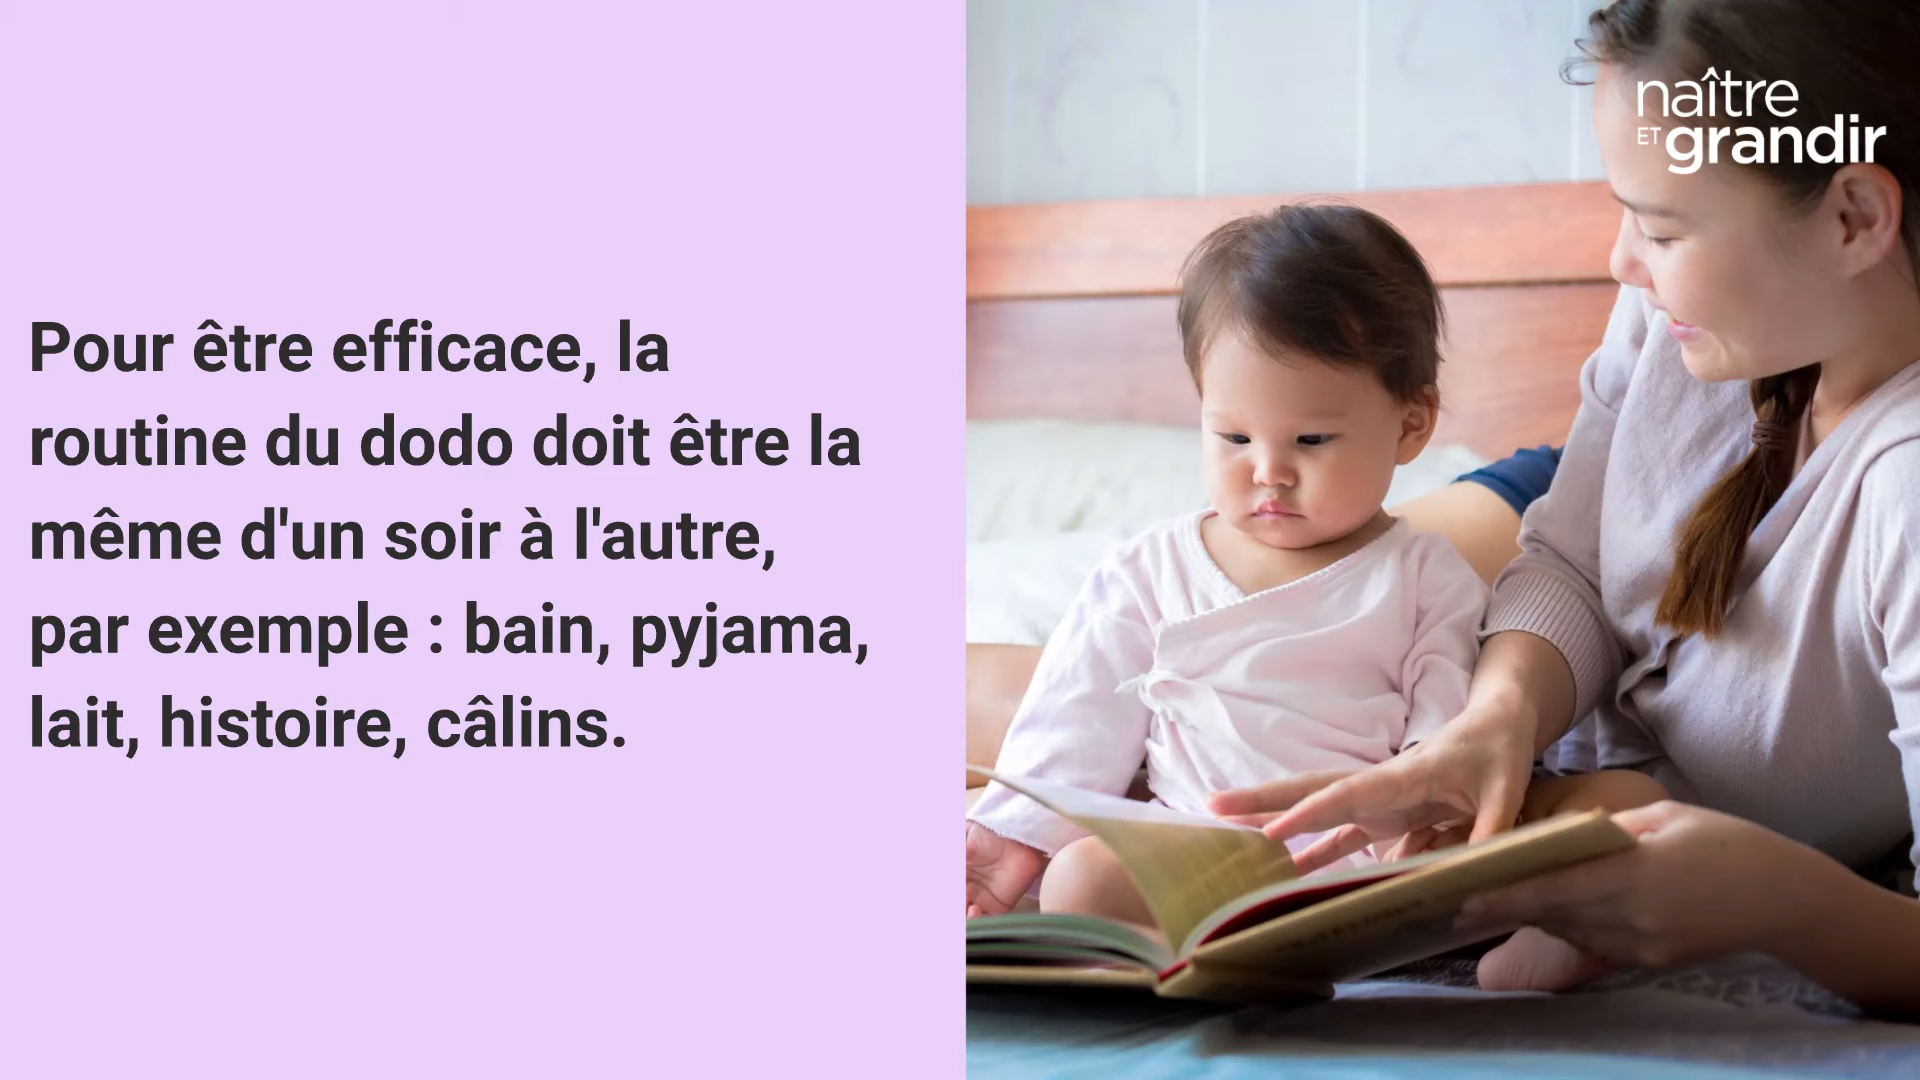 Pour être efficace, la
routine du dodo doit être la
même d'un soir à l'autre,
par exemple : bain, pyjama,
lait, histoire, câlins.
naître
ET grandir